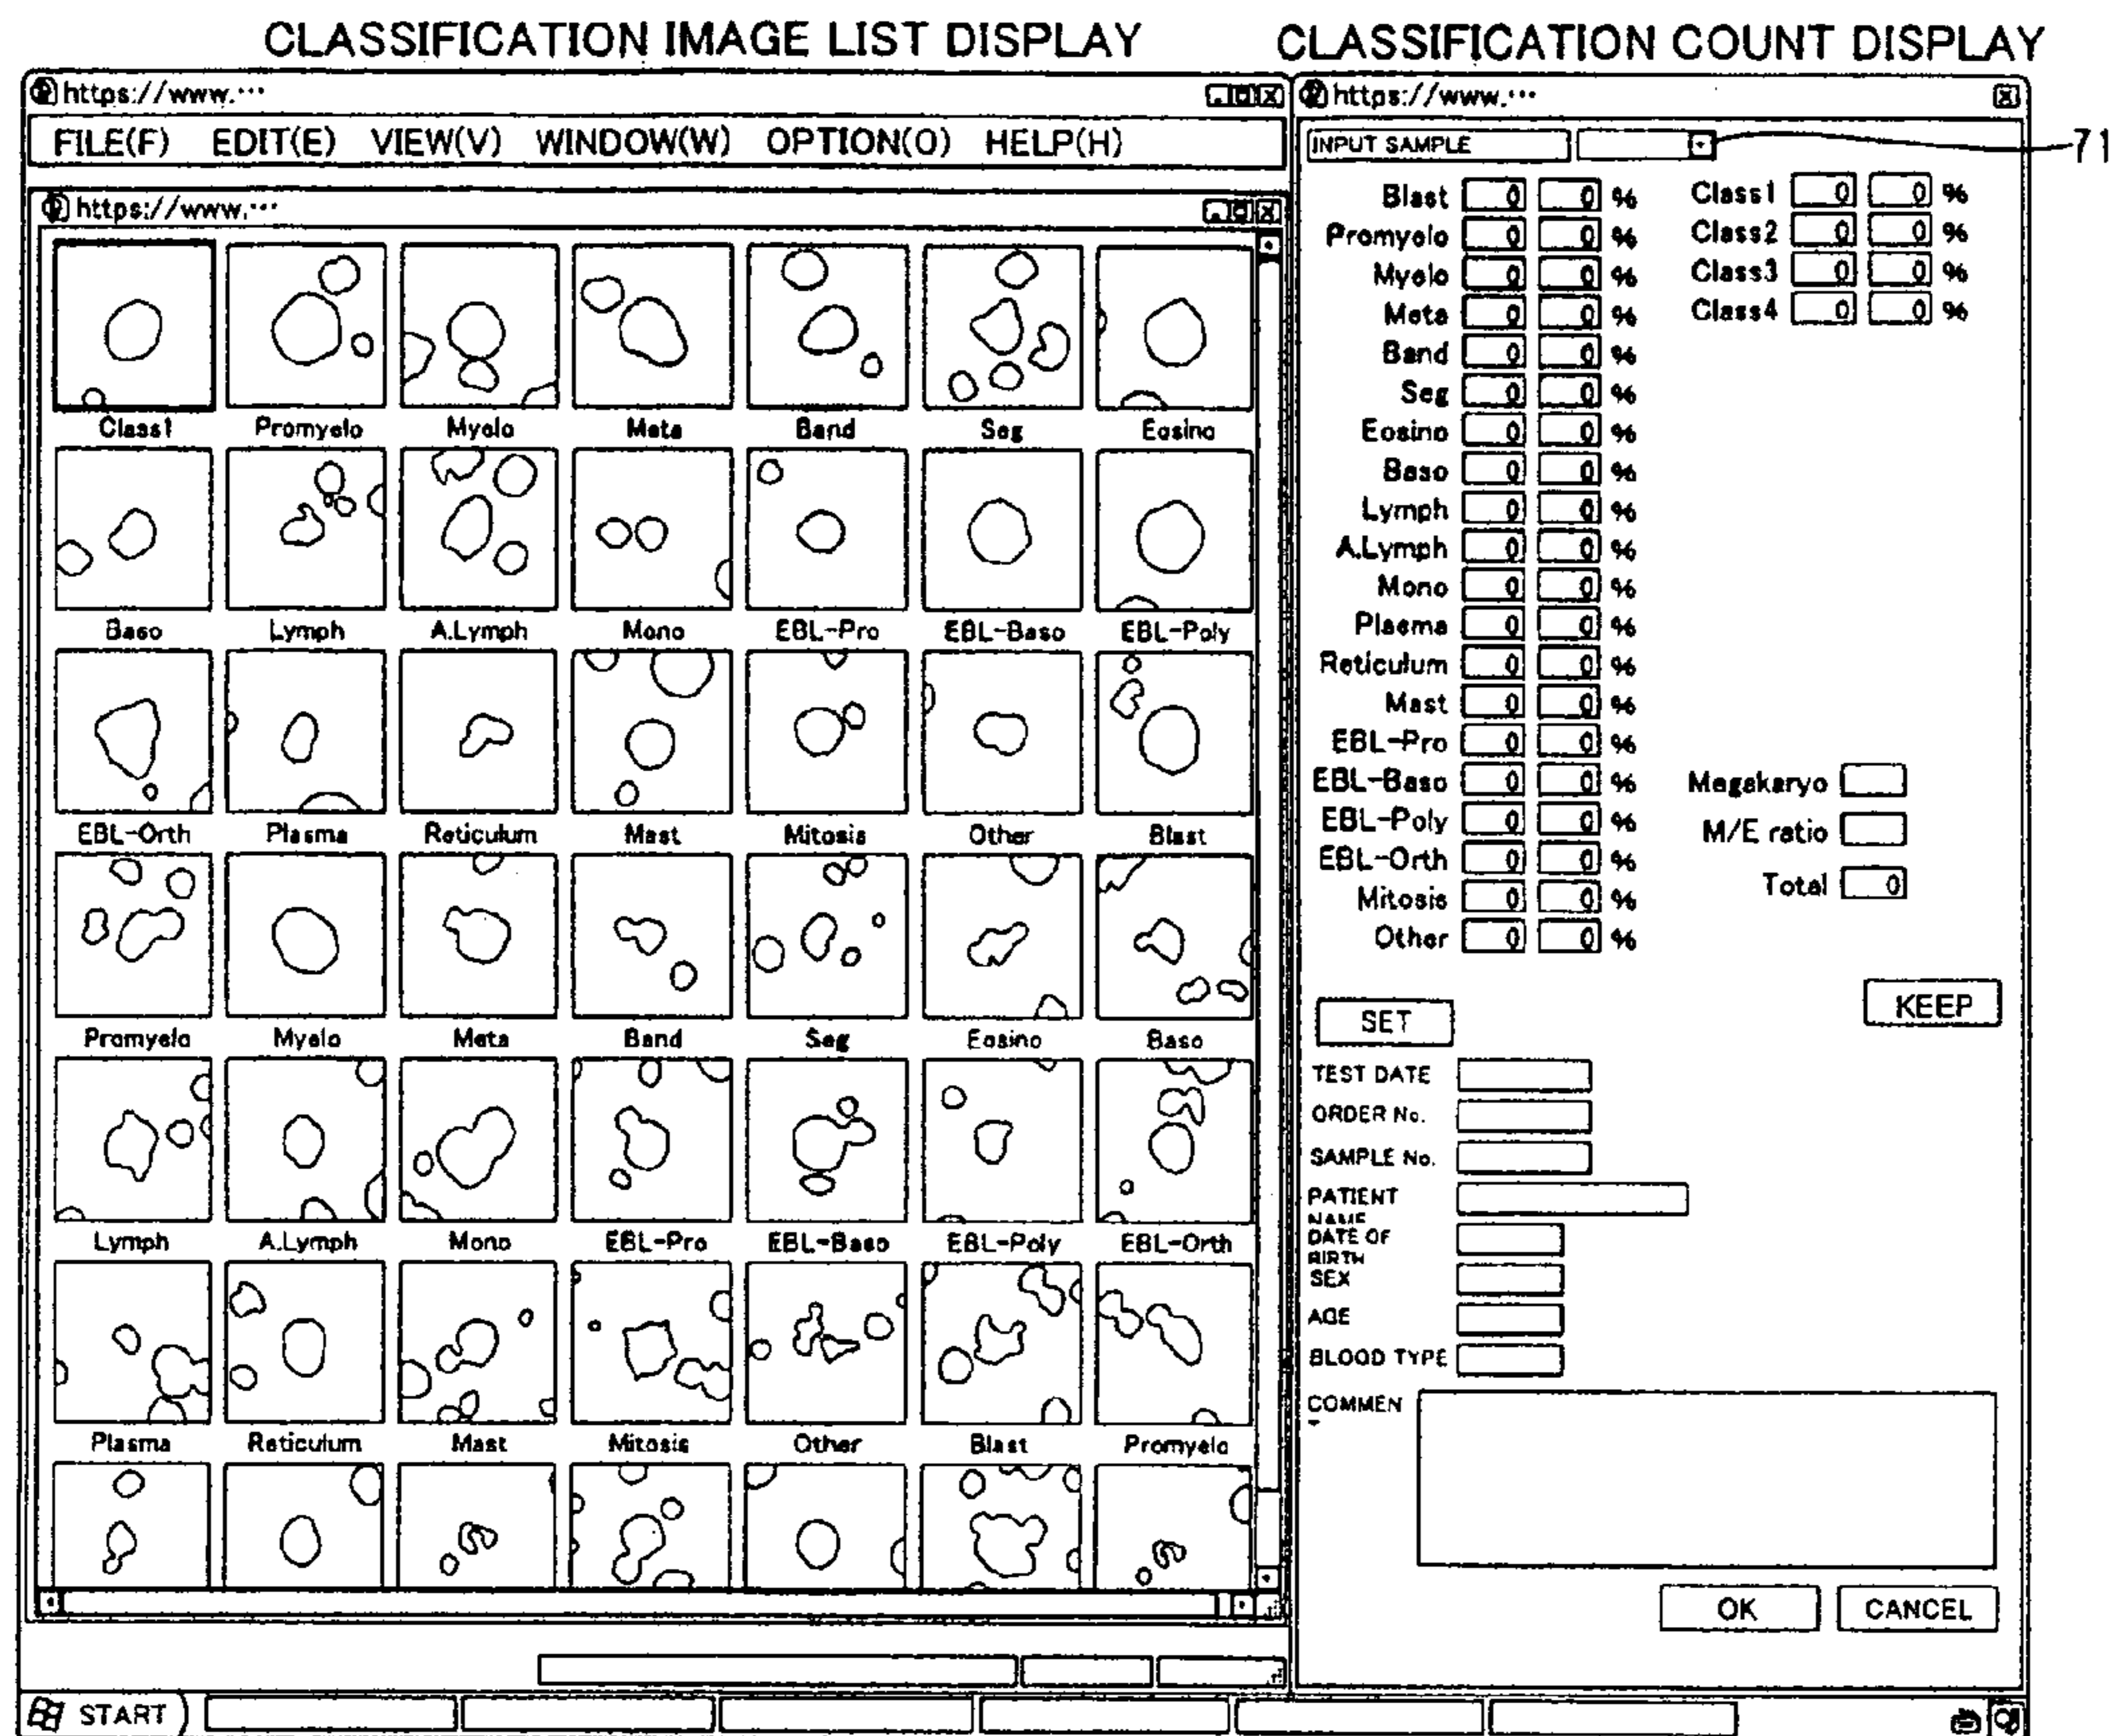 CLASSIFICATION IMAGE LIST DISPLAY
CLASSIFICATION COUNT DISPLAY
https://www.···
FILE(F) EDIT(E) VIEW(V) WINDOW(W) OPTION(O) HELP(H)
https://www.···
Class1 Promyelo Myelo Meta Band Seg Eosino
Baso Lymph A.Lymph Mono EBL-Pro EBL-Baso EBL-Poly
EBL-Orth Plasma Reticulum Mast Mitosis Other Blast
Promyelo Myelo Meta Band Seg Eosino Baso
Lymph A.Lymph Mono EBL-Pro EBL-Baso EBL-Poly EBL-Orth
Plasma Reticulum Mast Mitosis Other Blast Promyelo
START
https://www.···
INPUT SAMPLE
71
Blast 0 0 % Class1 0 0 %
Promyelo 0 0 % Class2 0 0 %
Myelo 0 0 % Class3 0 0 %
Meta 0 0 % Class4 0 0 %
Band 0 0 %
Seg 0 0 %
Eosino 0 0 %
Baso 0 0 %
Lymph 0 0 %
A.Lymph 0 0 %
Mono 0 0 %
Plasma 0 0 %
Reticulum 0 0 %
Mast 0 0 %
EBL-Pro 0 0 %
EBL-Baso 0 0 % Megakaryo
EBL-Poly 0 0 % M/E ratio
EBL-Orth 0 0 % Total 0
Mitosis 0 0 %
Other 0 0 %
KEEP
SET
TEST DATE
ORDER No.
SAMPLE No.
PATIENT
NAME
DATE OF
BIRTH
SEX
AGE
BLOOD TYPE
COMMEN
OK CANCEL